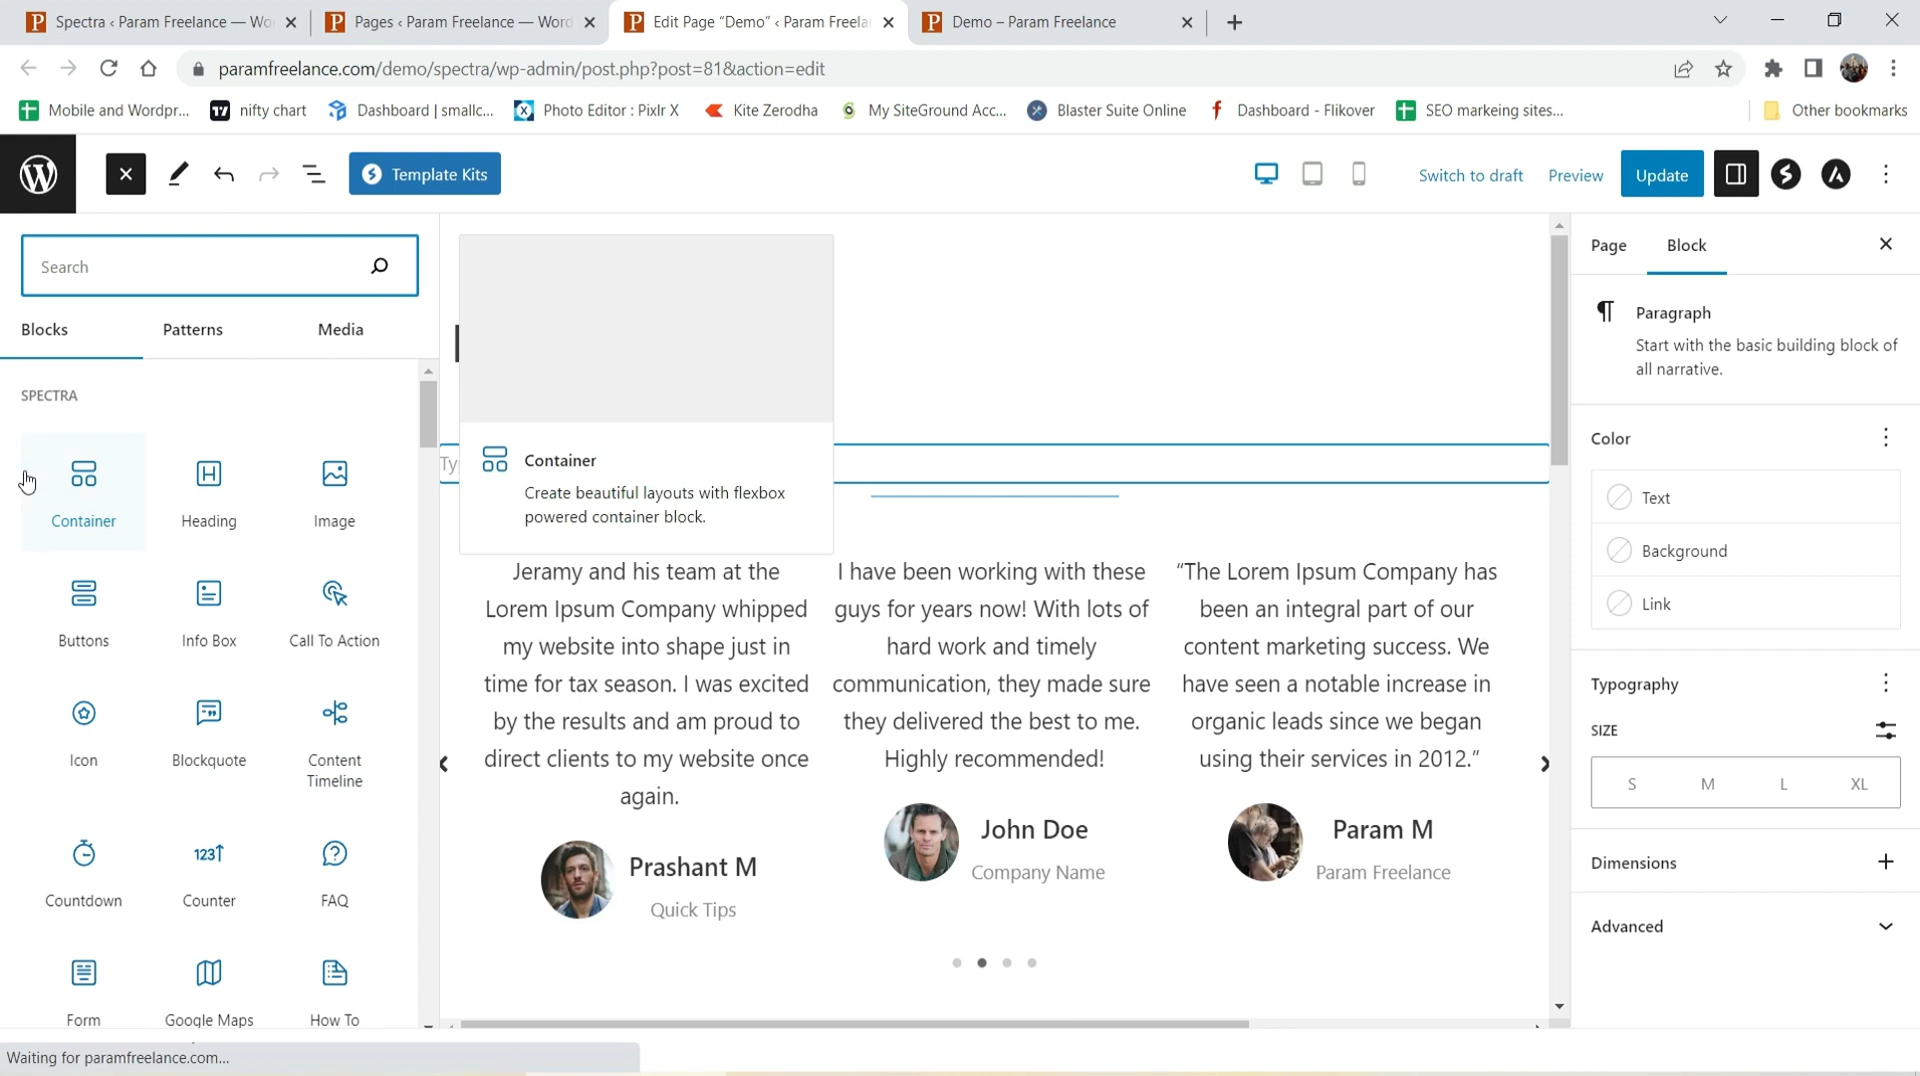 Spectra ‹ Param Freelance — Wo
Pages ‹ Param Freelance — Word
Edit Page “Demo” ‹ Param Freela
Demo – Param Freelance
paramfreelance.com/demo/spectra/wp-admin/post.php?post=81&action=edit
Mobile and Wordpr...
nifty chart
Dashboard | smallc...
Photo Editor : Pixlr X
Kite Zerodha
My SiteGround Acc...
Blaster Suite Online
Dashboard - Flikover
SEO markeing sites...
Other bookmarks
Template Kits
Switch to draft
Preview
Update
Search
Blocks
Patterns
Media
SPECTRA
Container
Heading
Image
Buttons
Info Box
Call To Action
Icon
Blockquote
Content
Timeline
Countdown
Counter
FAQ
Form
Google Maps
How To
Container
Create beautiful layouts with flexbox
powered container block.
Ty
Jeramy and his team at the
Lorem Ipsum Company whipped
my website into shape just in
time for tax season. I was excited
by the results and am proud to
direct clients to my website once
again.
Prashant M
Quick Tips
I have been working with these
guys for years now! With lots of
hard work and timely
communication, they made sure
they delivered the best to me.
Highly recommended!
John Doe
Company Name
“The Lorem Ipsum Company has
been an integral part of our
content marketing success. We
have seen a notable increase in
organic leads since we began
using their services in 2012.”
Param M
Param Freelance
Page
Block
Paragraph
Start with the basic building block of
all narrative.
Color
Text
Background
Link
Typography
SIZE
S M L XL
Dimensions
Advanced
Waiting for paramfreelance.com...